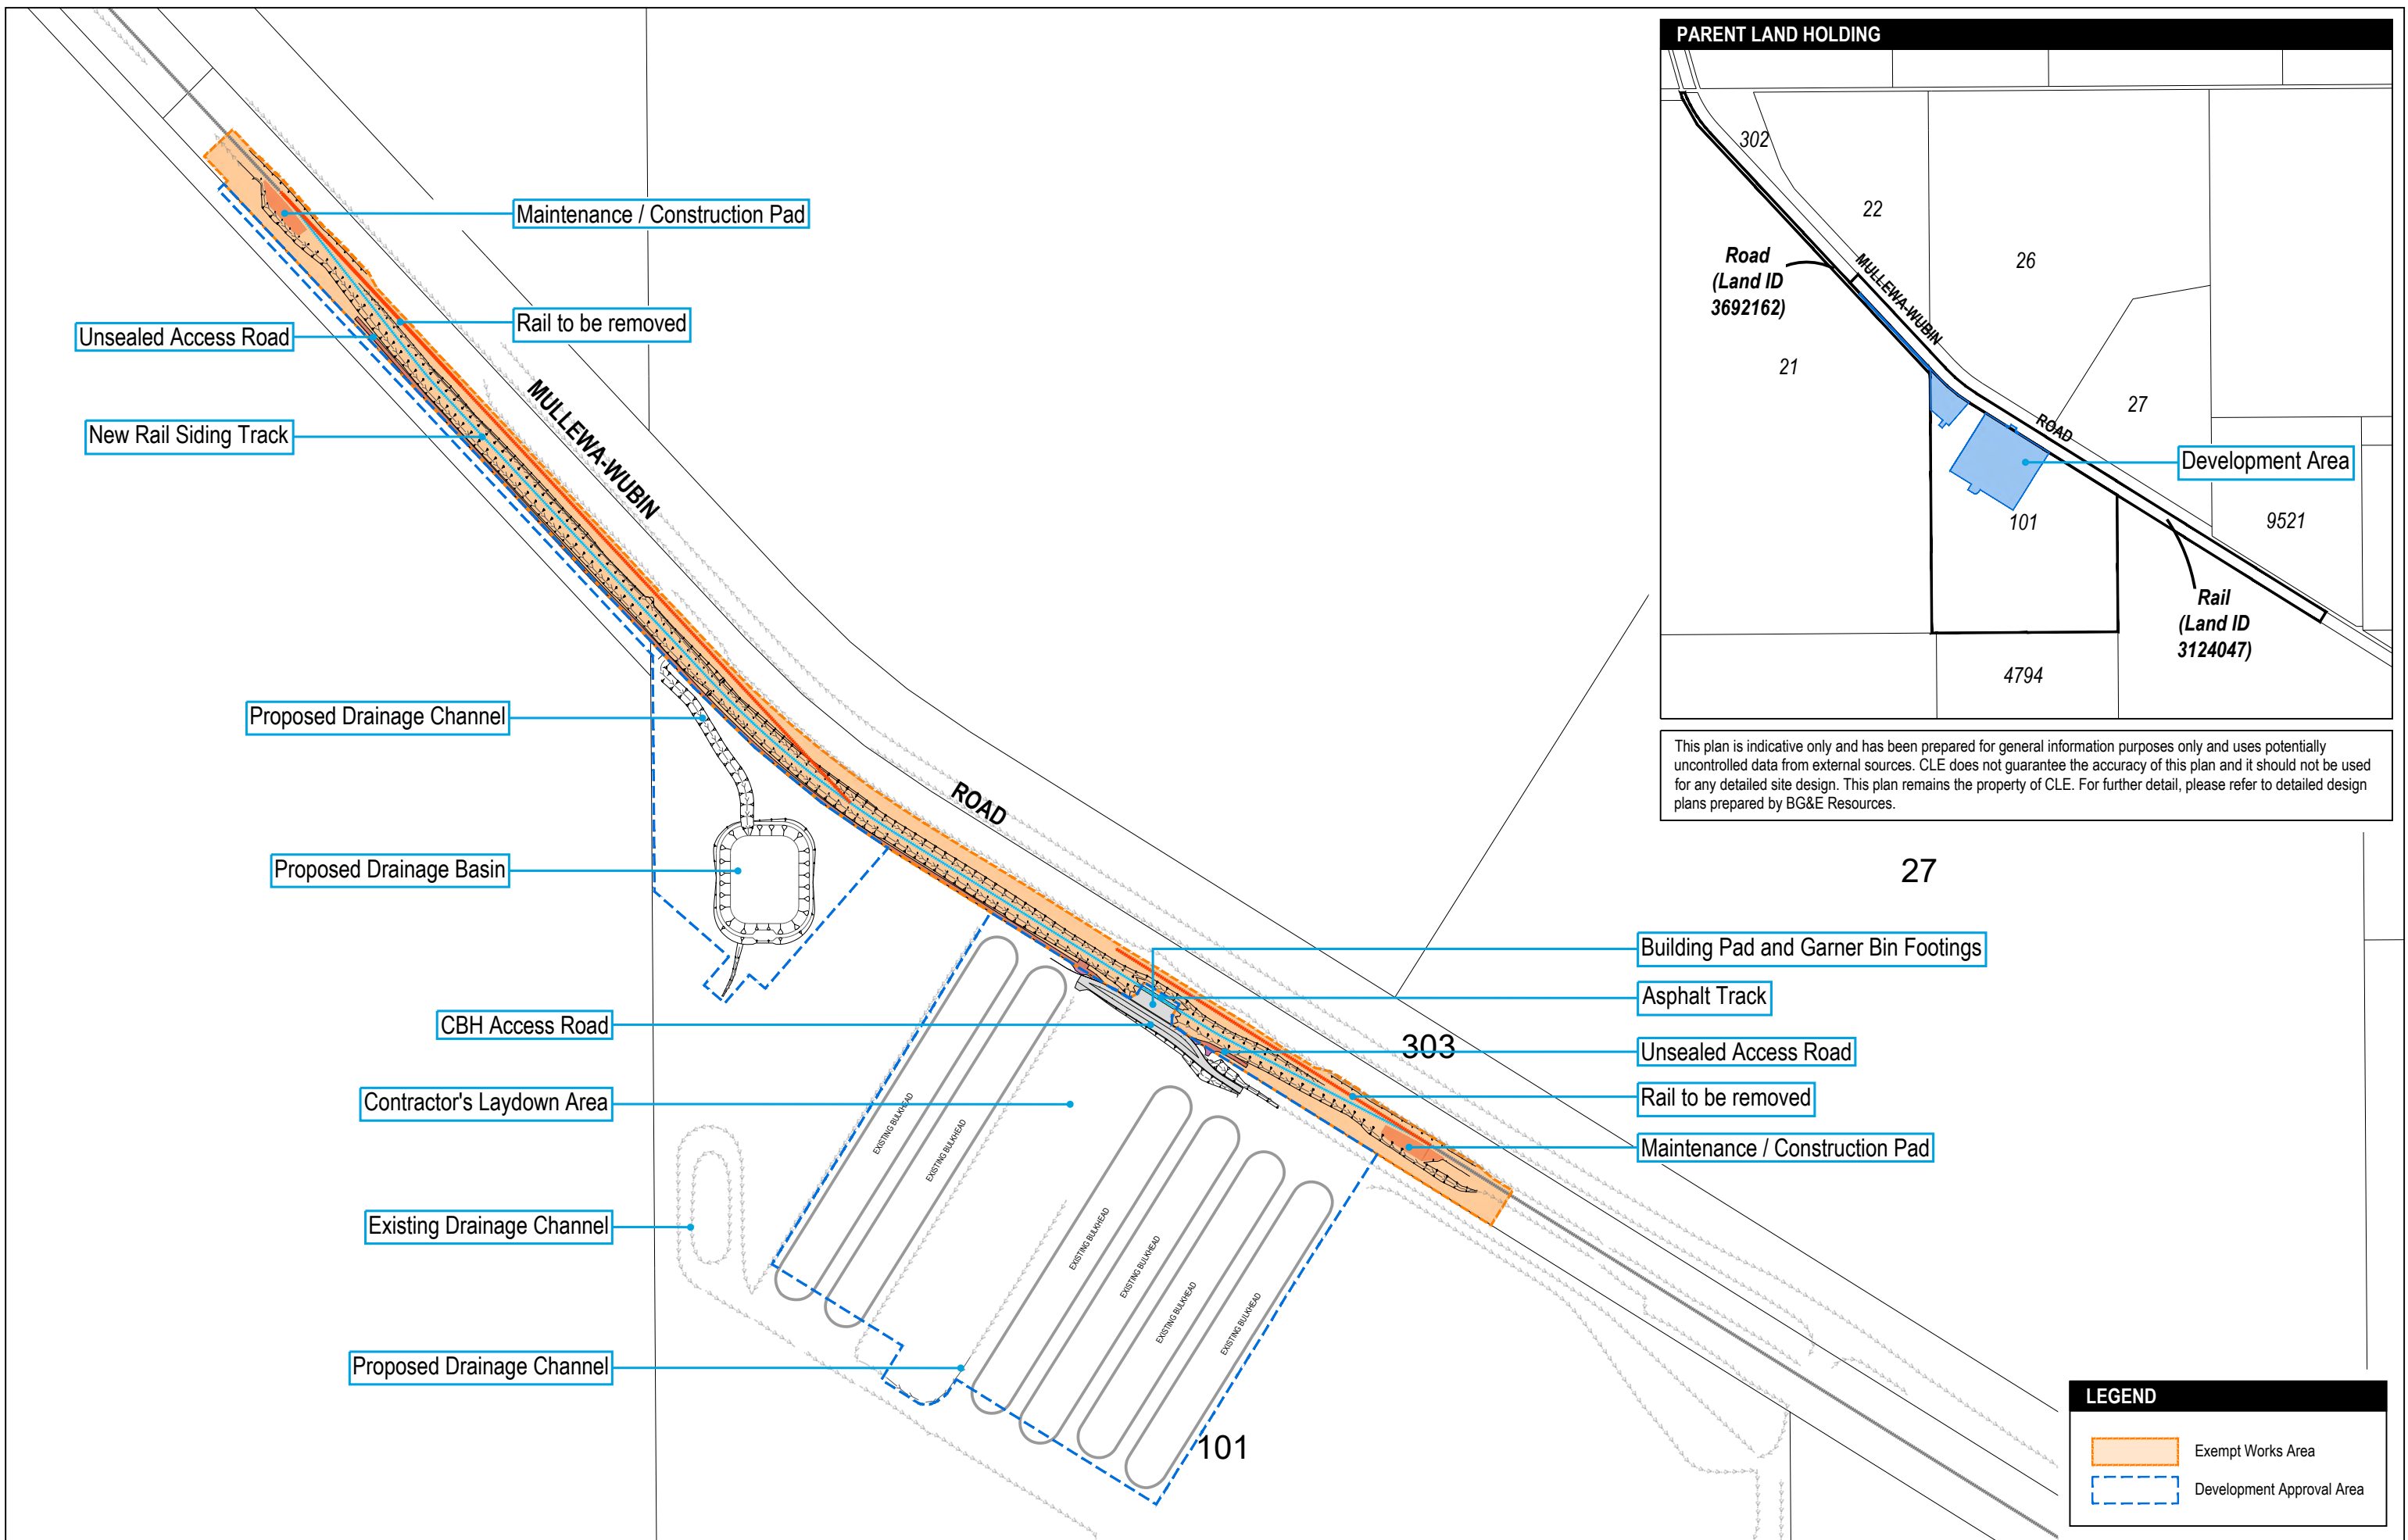 PARENT LAND HOLDING
302
22
26
Road
(Land ID
3692162)
MULLEWA-WUBIN
21
27
ROAD
Development Area
101
9521
Rail
(Land ID
3124047)
4794
This plan is indicative only and has been prepared for general information purposes only and uses potentially
uncontrolled data from external sources. CLE does not guarantee the accuracy of this plan and it should not be used
for any detailed site design. This plan remains the property of CLE. For further detail, please refer to detailed design
plans prepared by BG&E Resources.
Maintenance / Construction Pad
Rail to be removed
Unsealed Access Road
New Rail Siding Track
MULLEWA-WUBIN
Proposed Drainage Channel
ROAD
Proposed Drainage Basin
27
Building Pad and Garner Bin Footings
Asphalt Track
CBH Access Road
303
Unsealed Access Road
Rail to be removed
Contractor's Laydown Area
Maintenance / Construction Pad
EXISTING BULKHEAD
EXISTING BULKHEAD
Existing Drainage Channel
EXISTING BULKHEAD
EXISTING BULKHEAD
EXISTING BULKHEAD
EXISTING BULKHEAD
Proposed Drainage Channel
101
LEGEND
Exempt Works Area
Development Approval Area